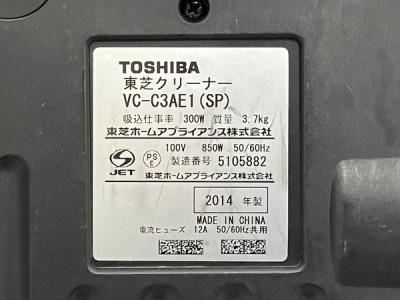 TOSHIBA
東芝クリーナー
VC-C3AE1(SP)
吸込仕事率 300W 質量 3.7kg
東芝ホームアプライアンス株式会社
100V 850W 50/60Hz
製造番号 5105882
S JET
PS E
東芝ホームアプライアンス株式会社
2014 年製
MADE IN CHINA
電流ヒューズ 12A 50/60Hz共用